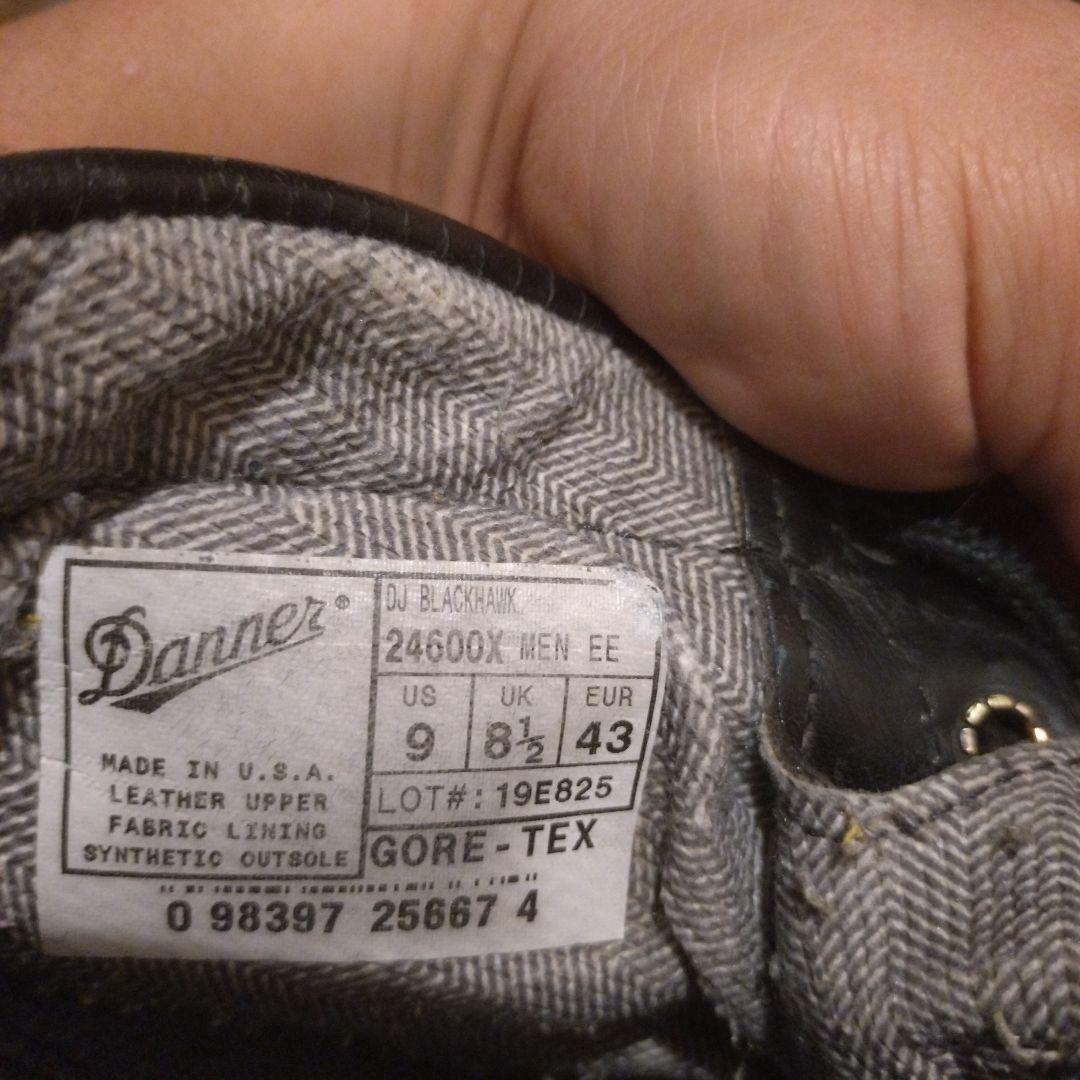 Danner®
MADE IN U.S.A.
LEATHER UPPER
FABRIC LINING
SYNTHETIC OUTSOLE
DJ BLACKHAWK
24600X MEN EE
US UK EUR
9 8½ 43
LOT#: 19E825
GORE-TEX
0 98397 25667 4